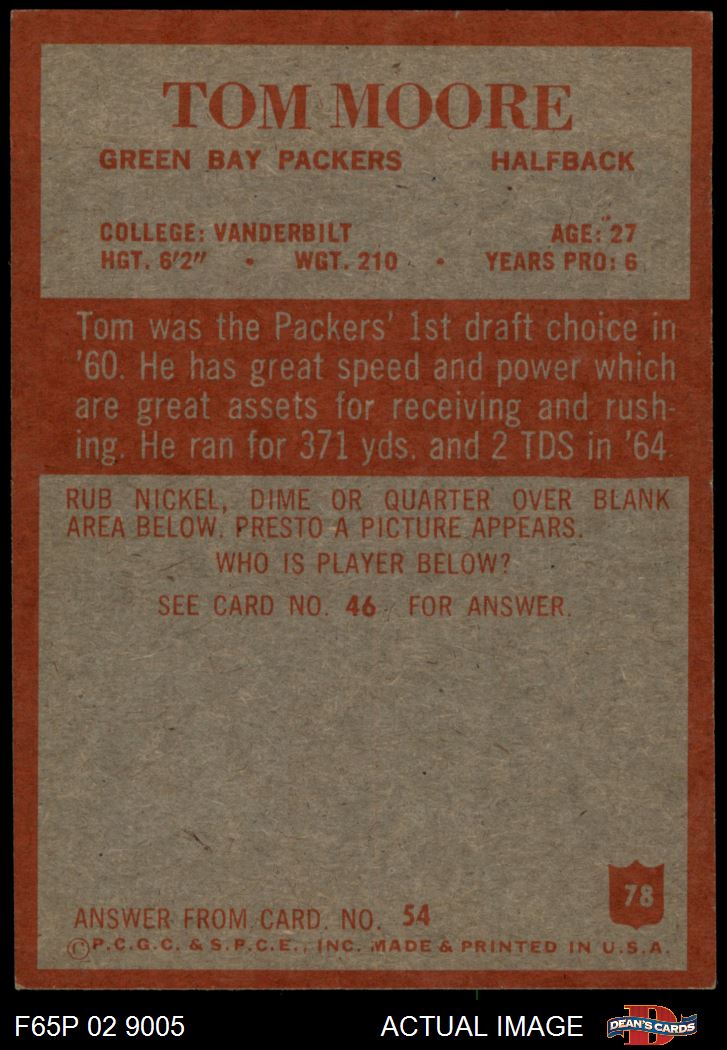 TOM MOORE
GREEN BAY PACKERS HALFBACK
COLLEGE: VANDERBILT AGE: 27
HGT. 6'2" • WGT. 210 • YEARS PRO: 6
Tom was the Packers' 1st draft choice in
'60. He has great speed and power which
are great assets for receiving and rush-
ing. He ran for 371 yds. and 2 TDS in '64
RUB NICKEL, DIME OR QUARTER OVER BLANK
AREA BELOW. PRESTO A PICTURE APPEARS.
WHO IS PLAYER BELOW?
SEE CARD NO. 46 FOR ANSWER.
78
ANSWER FROM CARD. NO. 54
©P.C.G.C. & S.P.C.E., INC. MADE & PRINTED IN U.S.A.
F65P 02 9005 ACTUAL IMAGE
DEAN'S CARDS